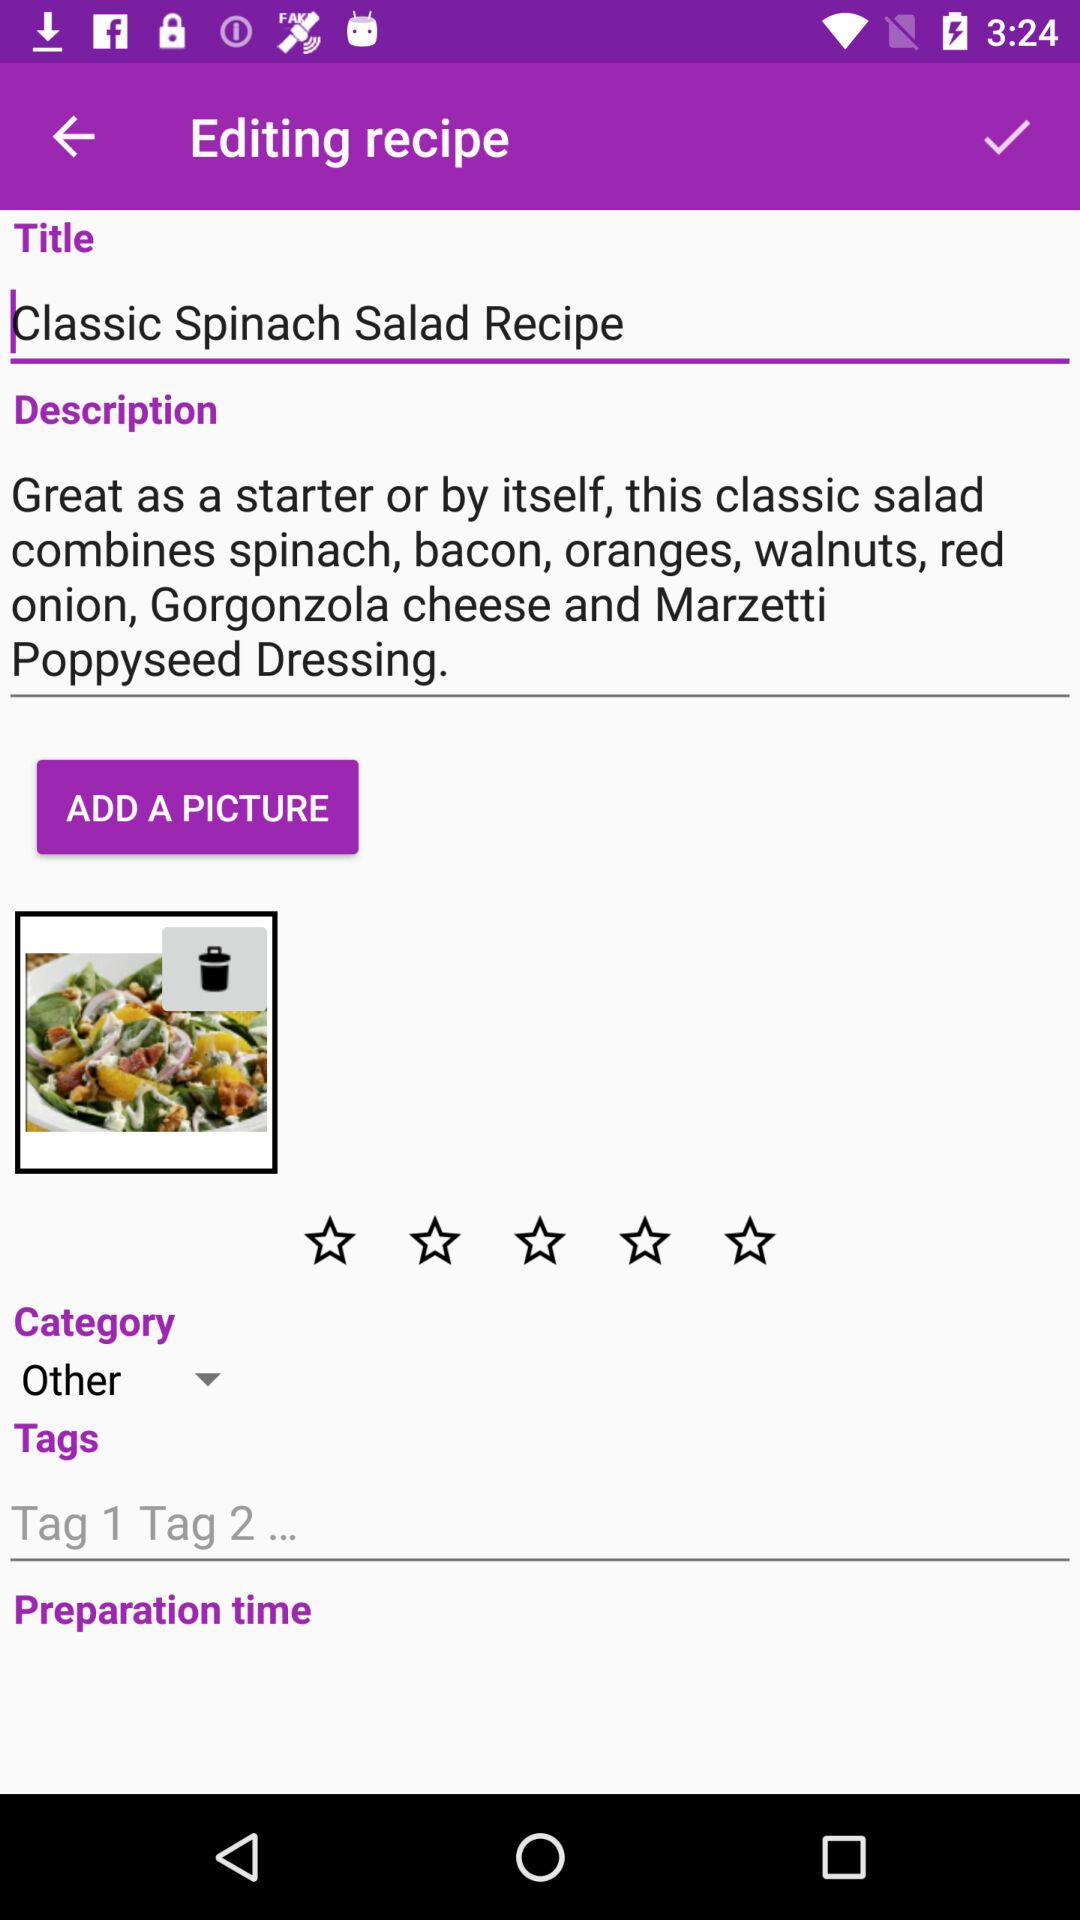 FAKE
3:24
Editing recipe
Title
Classic Spinach Salad Recipe
Description
Great as a starter or by itself, this classic salad
combines spinach, bacon, oranges, walnuts, red
onion, Gorgonzola cheese and Marzetti
Poppyseed Dressing.
ADD A PICTURE
Category
Other
Tags
Tag 1 Tag 2 ...
Preparation time